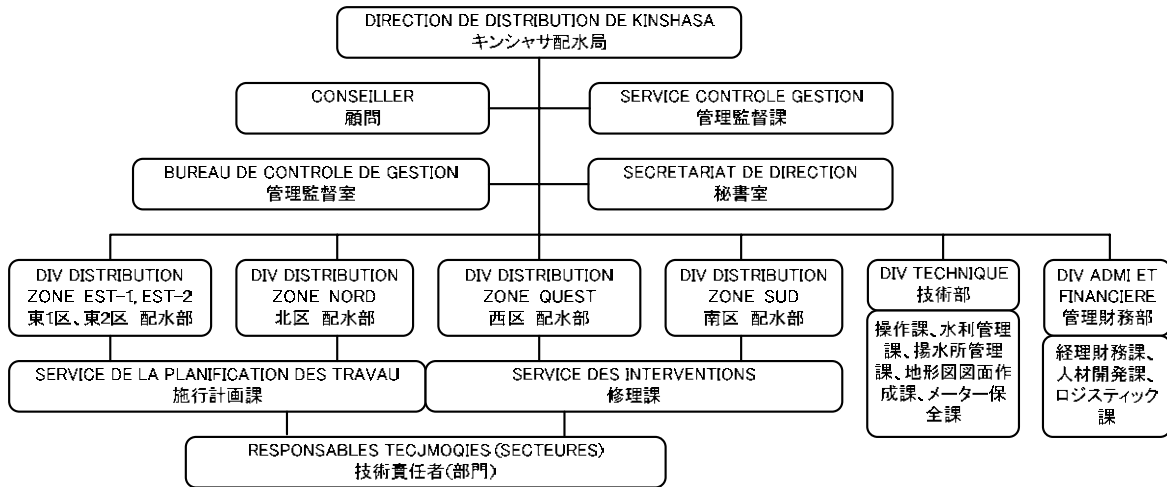 DIRECTION DE DISTRIBUTION DE KINSHASA
キンシャサ配水局
CONSEILLER
顧問
SERVICE CONTROLE GESTION
管理監督課
BUREAU DE CONTROLE DE GESTION
管理監督室
SECRETARIAT DE DIRECTION
秘書室
DIV DISTRIBUTION
ZONE EST-1, EST-2
東1区、東2区 配水部
DIV DISTRIBUTION
ZONE NORD
北区 配水部
DIV DISTRIBUTION
ZONE QUEST
西区 配水部
DIV DISTRIBUTION
ZONE SUD
南区 配水部
DIV TECHNIQUE
技術部
操作課、水利管理
課、揚水所管理
課、地形図図面作
成課、メーター保
全課
DIV ADMI ET
FINANCIERE
管理財務部
経理財務課、
人材開発課、
ロジスティック
課
SERVICE DE LA PLANIFICATION DES TRAVAU
施行計画課
SERVICE DES INTERVENTIONS
修理課
RESPONSABLES TECJMOQIES (SECTEURES)
技術責任者(部門)